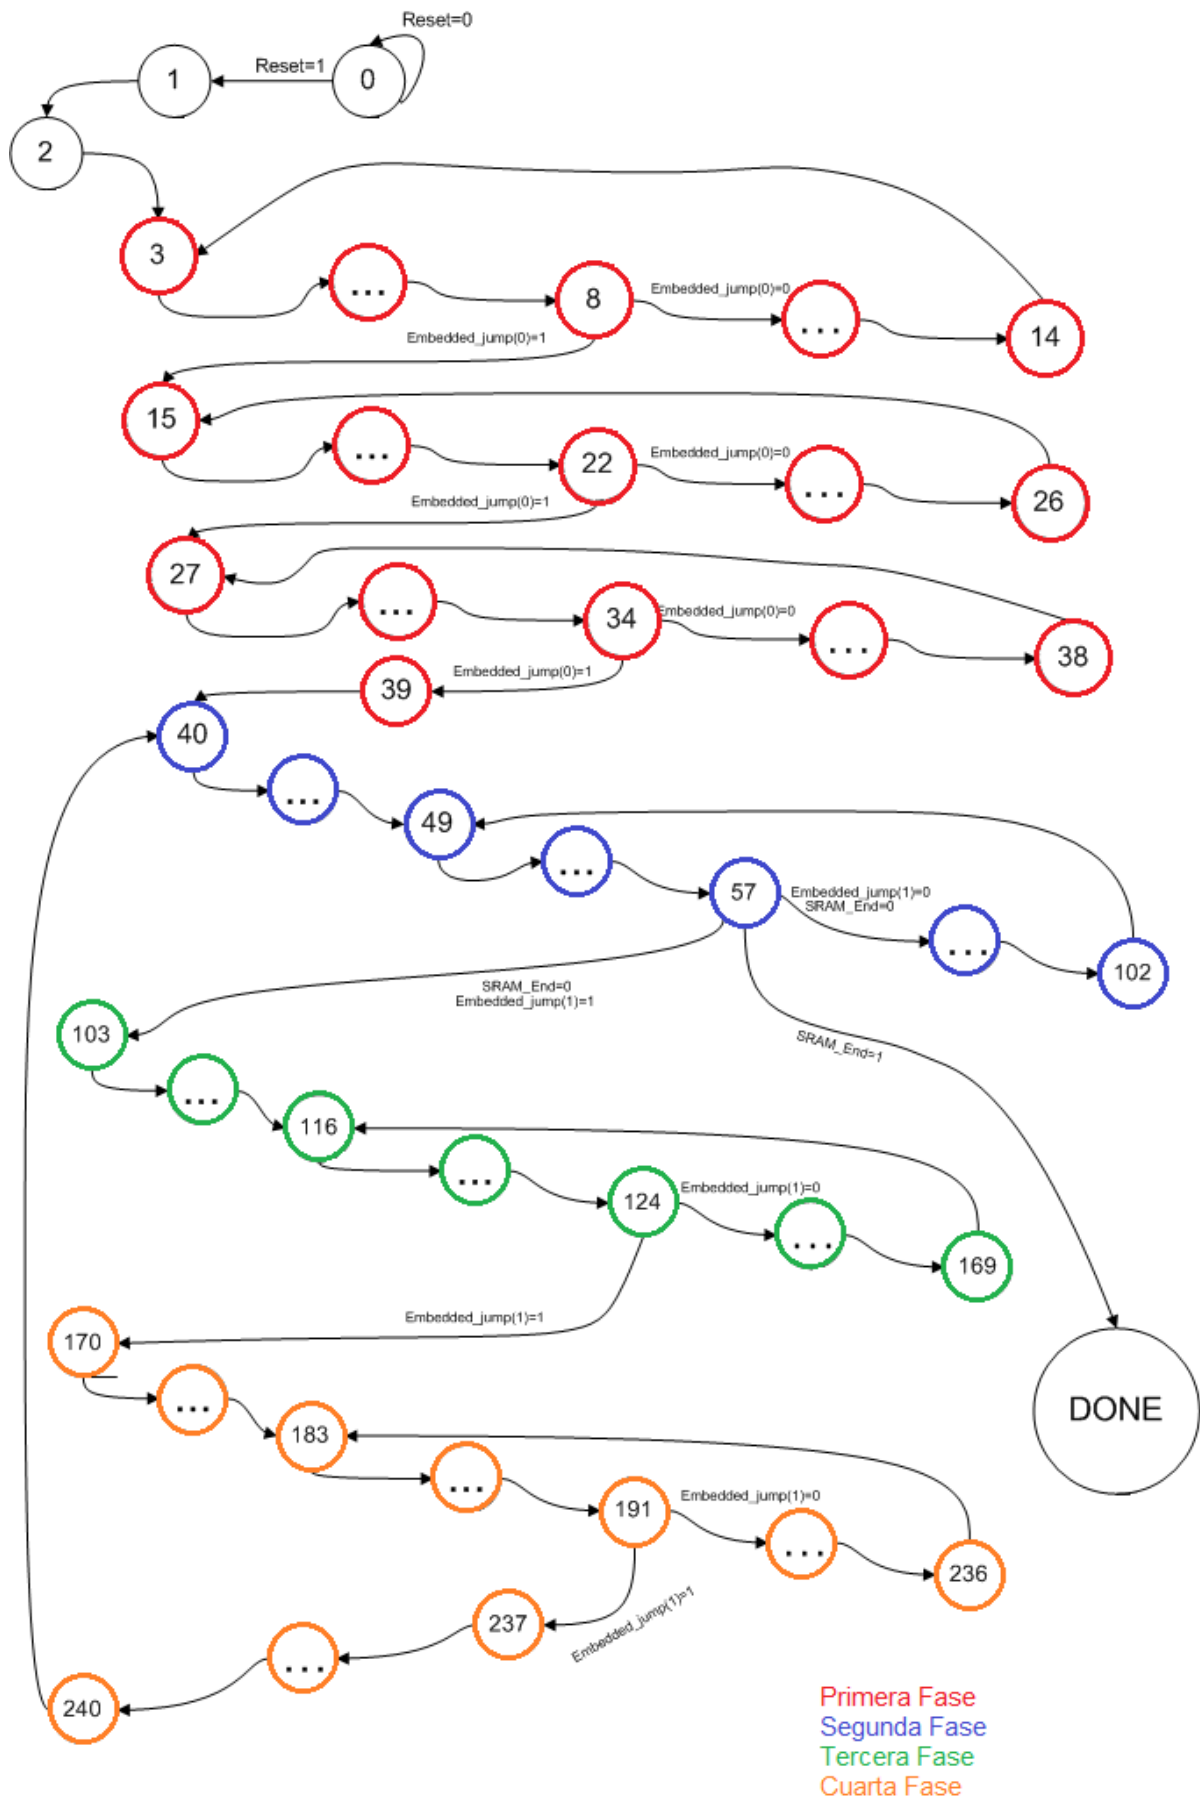 Reset=0
1
Reset=1
0
2
3
...
8
Embedded_jump(0)=0
...
14
Embedded_jump(0)=1
15
...
22
Embedded_jump(0)=0
...
26
Embedded_jump(0)=1
27
...
34
Embedded_jump(0)=0
...
38
39
Embedded_jump(0)=1
40
...
49
...
57
Embedded_jump(1)=0
SRAM_End=0
...
102
SRAM_End=0
Embedded_jump(1)=1
SRAM_End=1
103
...
116
...
124
Embedded_jump(1)=0
...
169
Embedded_jump(1)=1
170
...
183
...
191
Embedded_jump(1)=0
...
236
DONE
Embedded_jump(1)=1
237
...
240
Primera Fase
Segunda Fase
Tercera Fase
Cuarta Fase